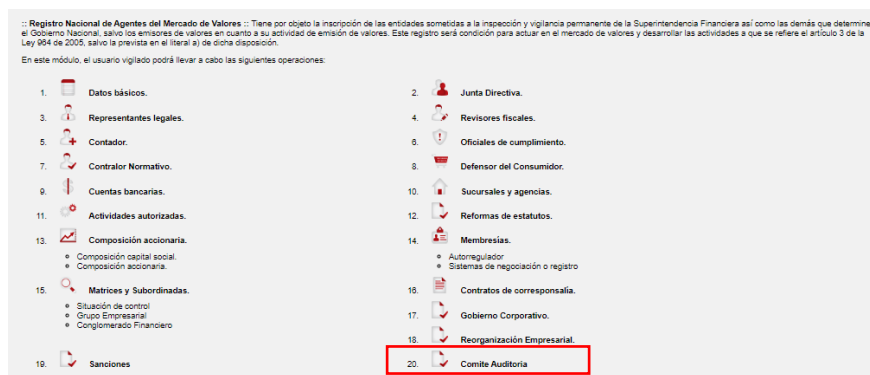 :: Registro Nacional de Agentes del Mercado de Valores :: Tiene por objeto la inscripción de las entidades sometidas a la inspección y vigilancia permanente de la Superintendencia Financiera así como las demás que determine
el Gobierno Nacional, salvo los emisores de valores en cuanto a su actividad de emisión de valores. Este registro será condición para actuar en el mercado de valores y desarrollar las actividades a que se refiere el artículo 3 de la
Ley 964 de 2005, salvo la prevista en el literal a) de dicha disposición.
En este módulo, el usuario vigilado podrá llevar a cabo las siguientes operaciones:
1. Datos básicos.
2. Junta Directiva.
3. Representantes legales.
4. Revisores fiscales.
5. Contador.
6. Oficiales de cumplimiento.
7. Contralor Normativo.
8. Defensor del Consumidor.
9. Cuentas bancarias.
10. Sucursales y agencias.
11. Actividades autorizadas.
12. Reformas de estatutos.
13. Composición accionaria.
Composición capital social.
Composición accionaria.
14. Membresías.
Autorregulador
Sistemas de negociación o registro
15. Matrices y Subordinadas.
Situación de control
Grupo Empresarial
Conglomerado Financiero
16. Contratos de corresponsalía.
17. Gobierno Corporativo.
18. Reorganización Empresarial.
19. Sanciones
20. Comite Auditoria